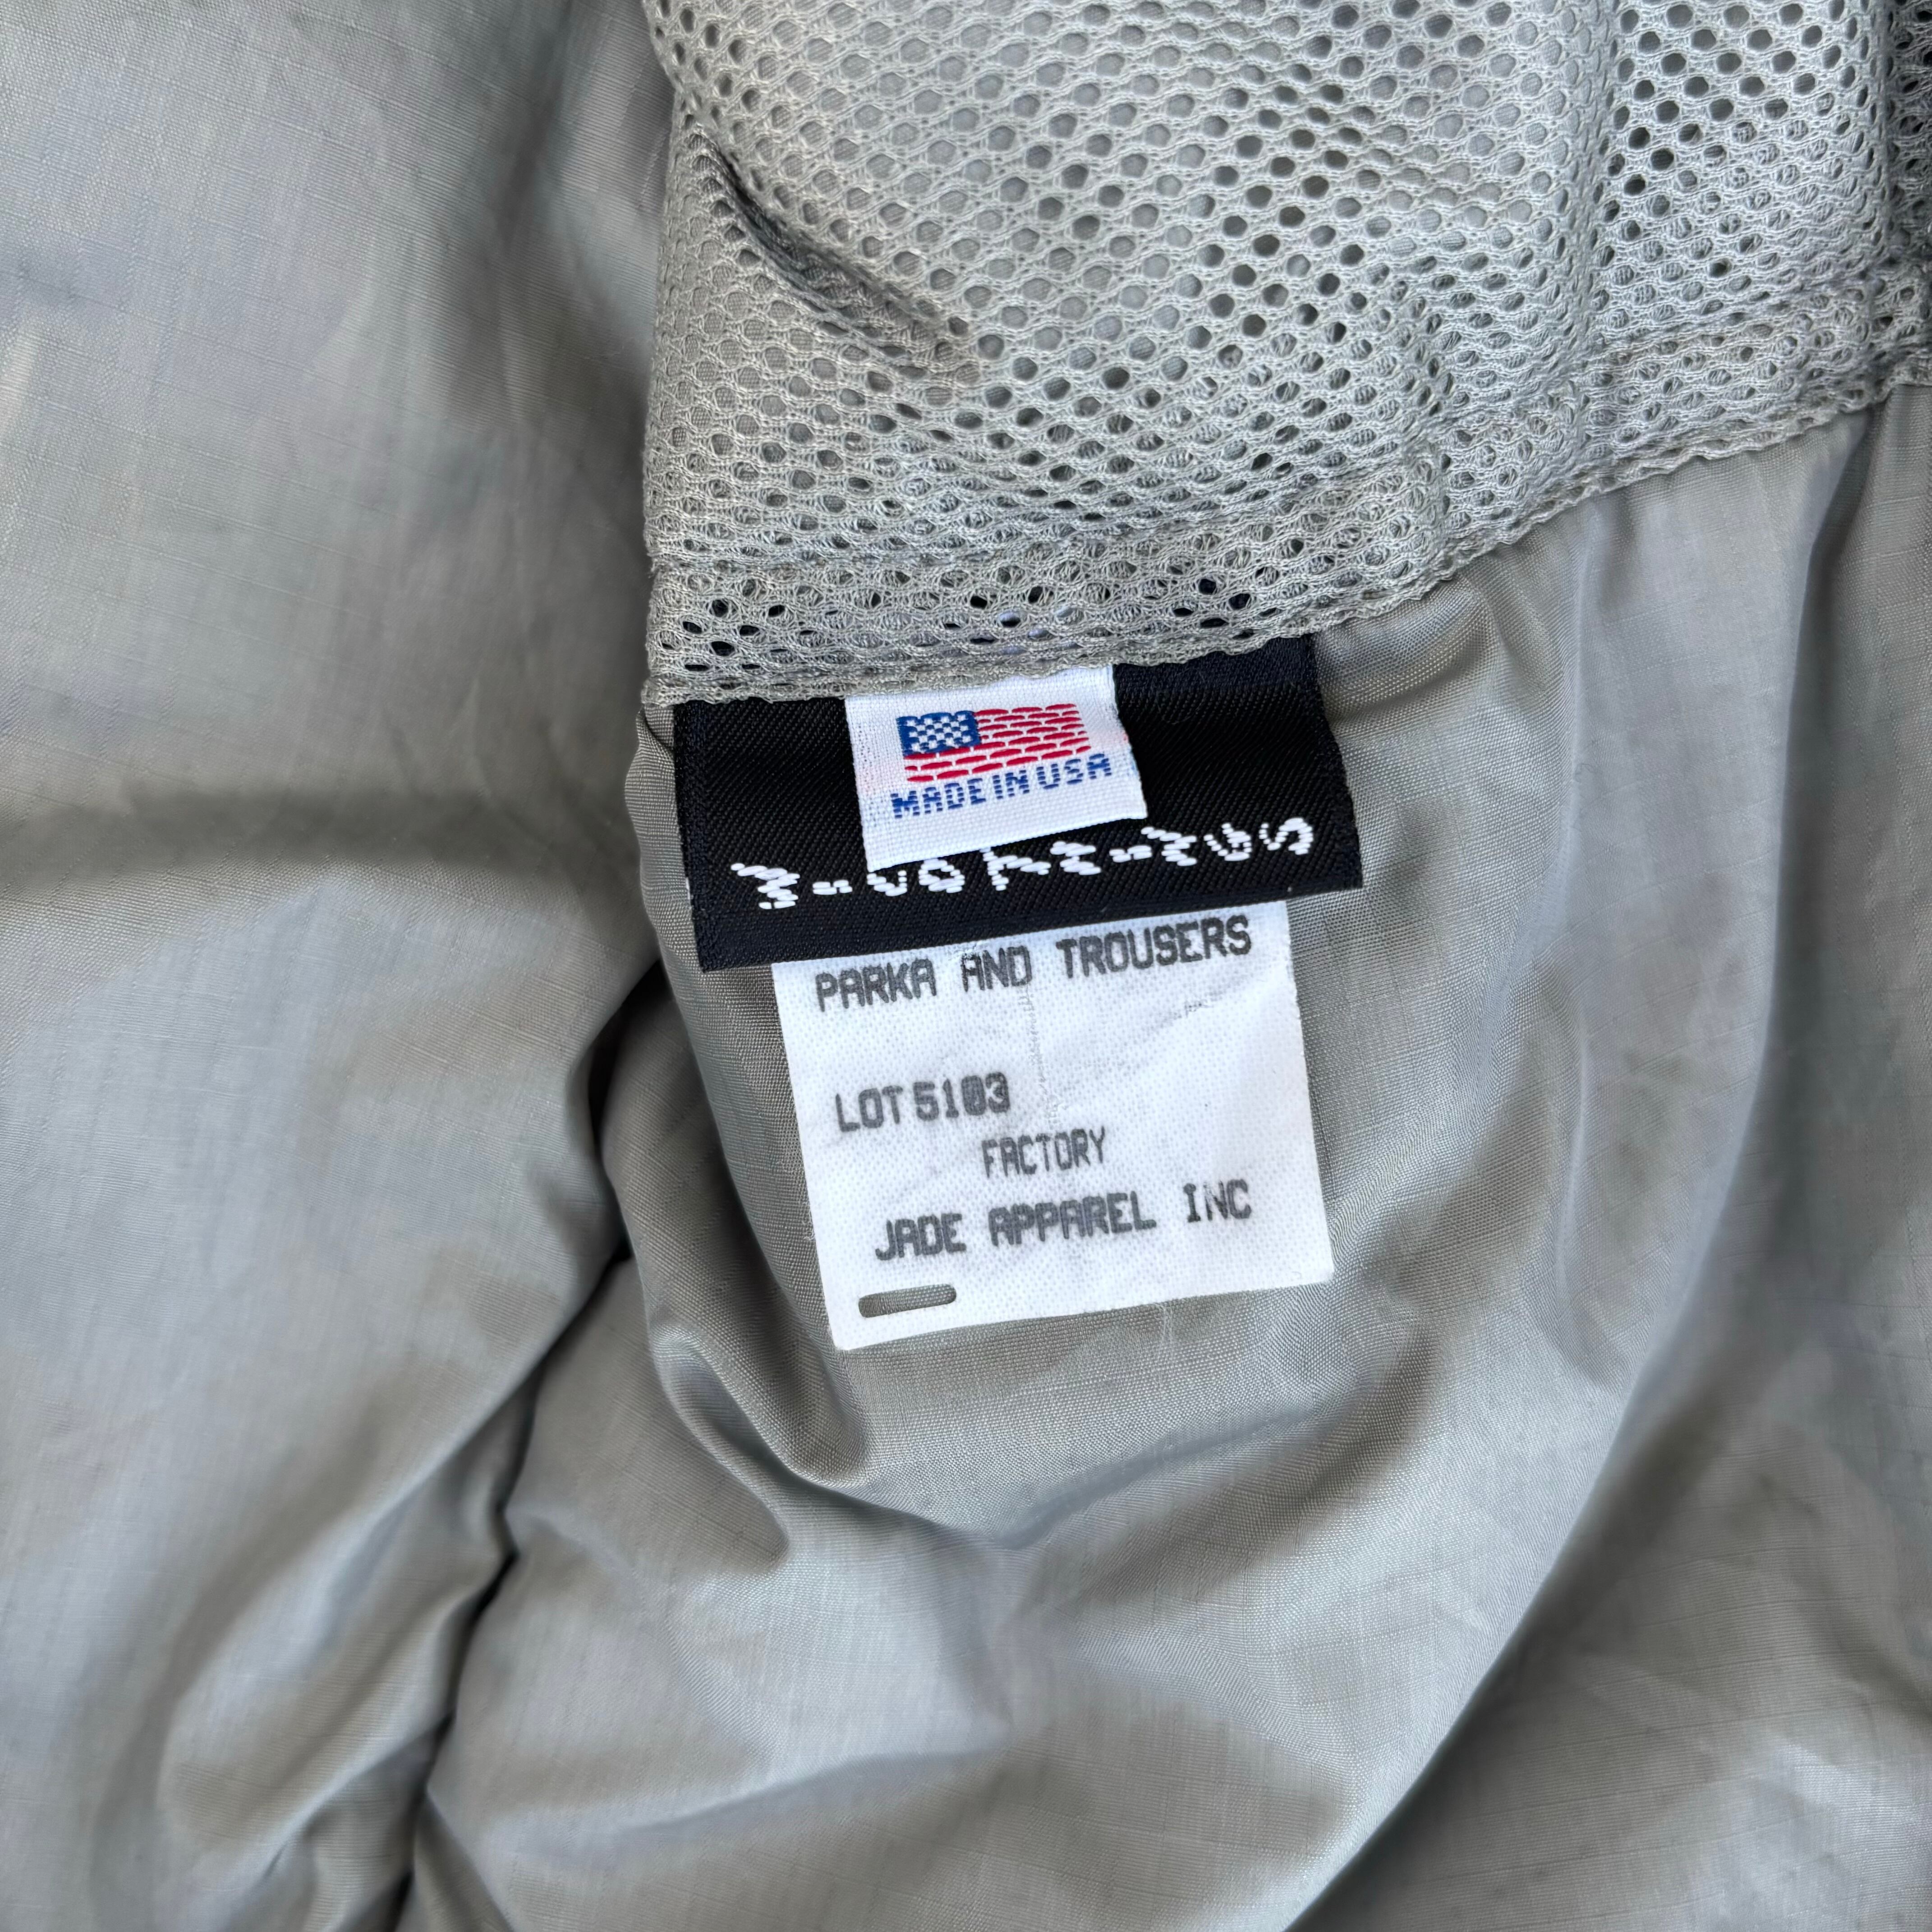 MADE IN USA
PARKA AND TROUSERS
LOT 5103
FACTORY
JADE APPAREL INC